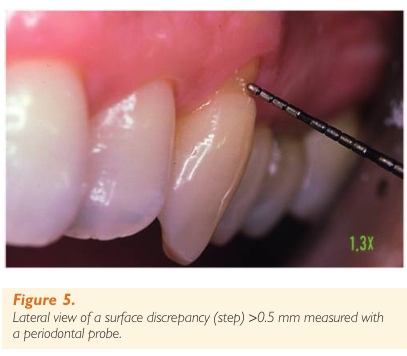 1.3X
Figure 5.
Lateral view of a surface discrepancy (step) >0.5 mm measured with
a periodontal probe.